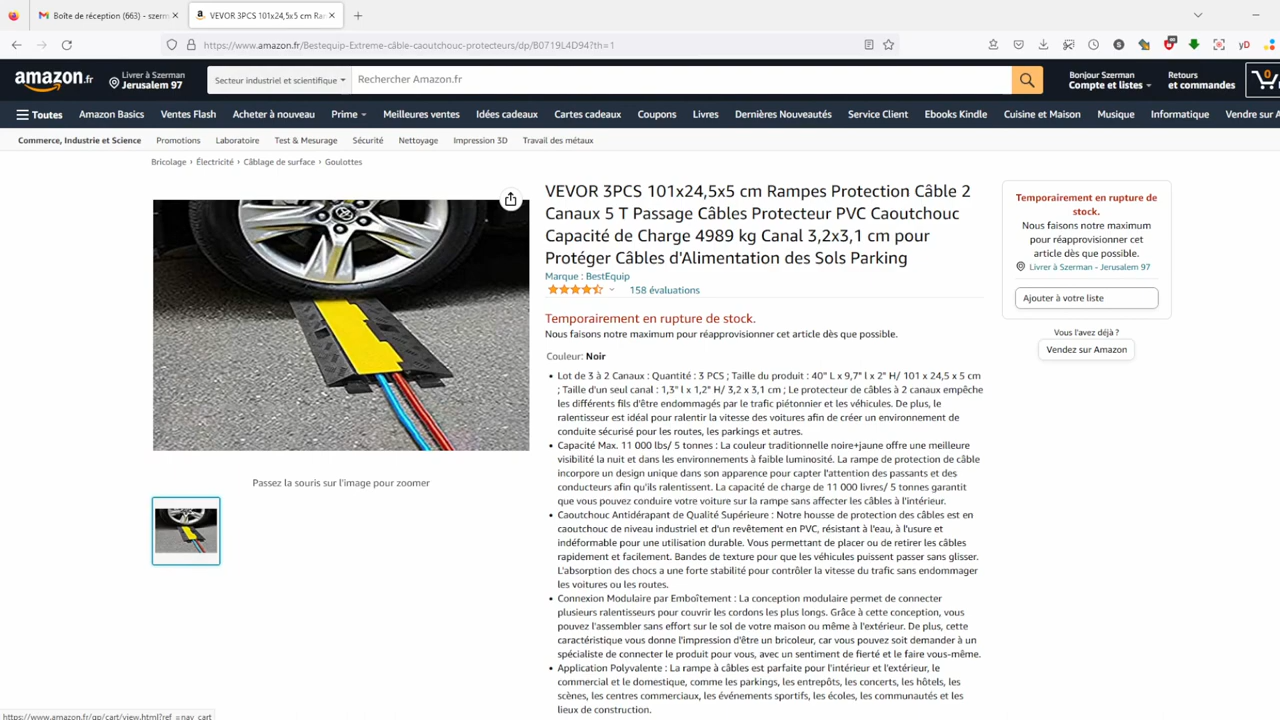 Boîte de réception (663) - szerm
VEVOR 3PCS 101x24,5x5 cm Ram
https://www.amazon.fr/Bestequip-Extreme-câble-caoutchouc-protecteurs/dp/B0719L4D94?th=1
yD
amazon.fr
Livrer à Szerman
Jerusalem 97
Secteur industriel et scientifique
Rechercher Amazon.fr
Bonjour Szerman
Compte et listes
Retours
et commandes
0
Toutes
Amazon Basics
Ventes Flash
Acheter à nouveau
Prime
Meilleures ventes
Idées cadeaux
Cartes cadeaux
Coupons
Livres
Dernières Nouveautés
Service Client
Ebooks Kindle
Cuisine et Maison
Musique
Informatique
Vendre sur A
Commerce, Industrie et Science
Promotions
Laboratoire
Test & Mesurage
Sécurité
Nettoyage
Impression 3D
Travail des métaux
Bricolage › Électricité › Câblage de surface › Goulottes
VEVOR 3PCS 101x24,5x5 cm Rampes Protection Câble 2
Canaux 5 T Passage Câbles Protecteur PVC Caoutchouc
Capacité de Charge 4989 kg Canal 3,2x3,1 cm pour
Protéger Câbles d'Alimentation des Sols Parking
Marque : BestEquip
158 évaluations
Temporairement en rupture de stock.
Nous faisons notre maximum pour réapprovisionner cet article dès que possible.
Couleur: Noir
• Lot de 3 à 2 Canaux : Quantité : 3 PCS ; Taille du produit : 40" L x 9,7" l x 2" H/ 101 x 24,5 x 5 cm
; Taille d'un seul canal : 1,3" l x 1,2" H/ 3,2 x 3,1 cm ; Le protecteur de câbles à 2 canaux empêche
les différents fils d'être endommagés par le trafic piétonnier et les véhicules. De plus, le
ralentisseur est idéal pour ralentir la vitesse des voitures afin de créer un environnement de
conduite sécurisé pour les routes, les parkings et autres.
• Capacité Max. 11 000 lbs/ 5 tonnes : La couleur traditionnelle noire+jaune offre une meilleure
visibilité la nuit et dans les environnements à faible luminosité. La rampe de protection de câble
incorpore un design unique dans son apparence pour capter l'attention des passants et des
conducteurs afin qu'ils ralentissent. La capacité de charge de 11 000 livres/ 5 tonnes garantit
que vous pouvez conduire votre voiture sur la rampe sans affecter les câbles à l'intérieur.
• Caoutchouc Antidérapant de Qualité Supérieure : Notre housse de protection des câbles est en
caoutchouc de niveau industriel et d'un revêtement en PVC, résistant à l'eau, à l'usure et
indéformable pour une utilisation durable. Vous permettant de placer ou de retirer les câbles
rapidement et facilement. Bandes de texture pour que les véhicules puissent passer sans glisser.
L'absorption des chocs a une forte stabilité pour contrôler la vitesse du trafic sans endommager
les voitures ou les routes.
• Connexion Modulaire par Emboîtement : La conception modulaire permet de connecter
plusieurs ralentisseurs pour couvrir les cordons les plus longs. Grâce à cette conception, vous
pouvez l'assembler sans effort sur le sol de votre maison ou même à l'extérieur. De plus, cette
caractéristique vous donne l'impression d'être un bricoleur, car vous pouvez soit demander à un
spécialiste de connecter le produit pour vous, avec un sentiment de fierté et le faire vous-même.
• Application Polyvalente : La rampe à câbles est parfaite pour l'intérieur et l'extérieur, le
commercial et le domestique, comme les parkings, les entrepôts, les concerts, les hôtels, les
scènes, les centres commerciaux, les événements sportifs, les écoles, les communautés et les
lieux de construction.
Temporairement en rupture de
stock.
Nous faisons notre maximum
pour réapprovisionner cet
article dès que possible.
Livrer à Szerman - Jerusalem 97
Ajouter à votre liste
Vous l'avez déjà ?
Vendez sur Amazon
Passez la souris sur l'image pour zoomer
https://www.amazon.fr/gp/cart/view.html?ref_=nav_cart